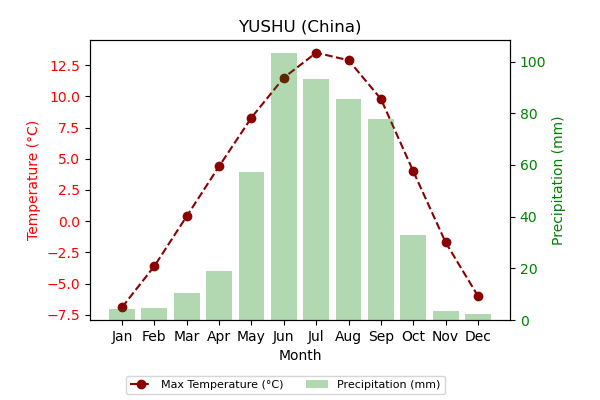 YUSHU (China)
12.5
10.0
7.5
5.0
2.5
0.0
−2.5
−5.0
−7.5
Temperature (°C)
100
80
60
40
20
0
Precipitation (mm)
Jan Feb Mar Apr May Jun Jul Aug Sep Oct Nov Dec
Month
Max Temperature (°C) Precipitation (mm)